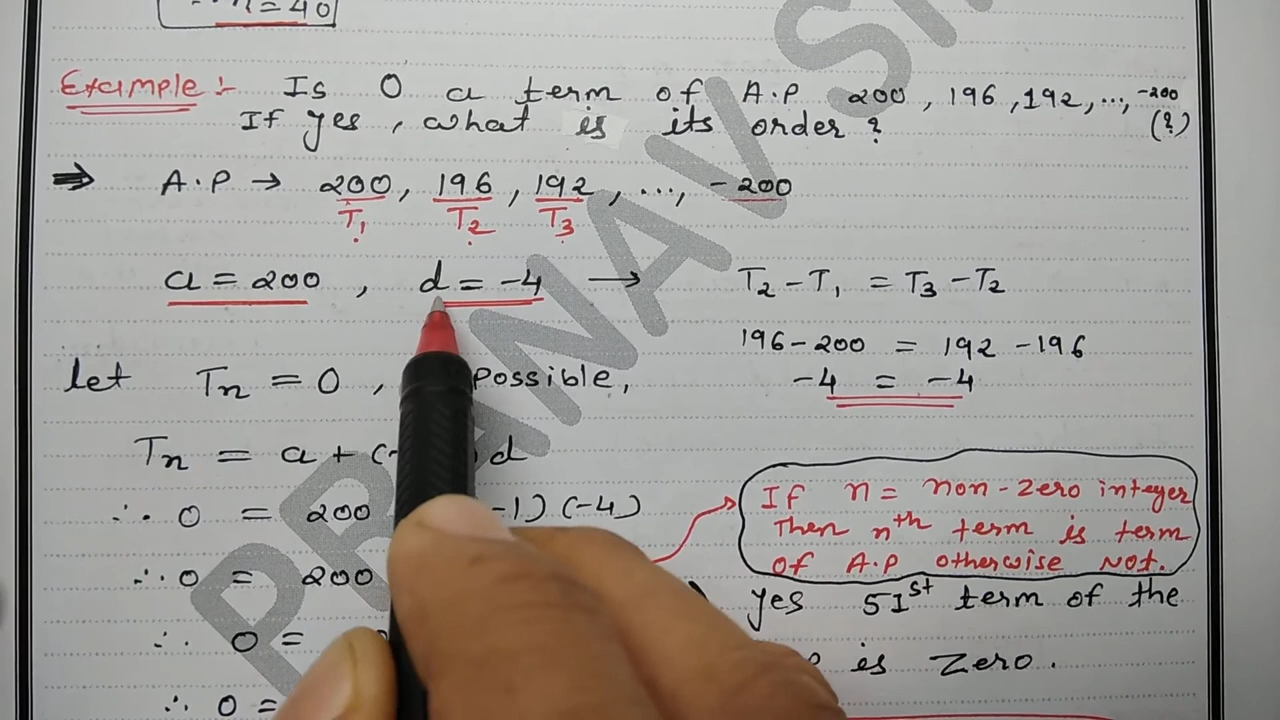 ∴ n = 40
Example :- Is 0 a term of A.P 200, 196, 192, ..., -200
If yes, what is its order ? (?)
⇒ A.P → 200, 196, 192, ..., -200
T₁ T₂ T₃
a = 200, d = -4 → T₂ - T₁ = T₃ - T₂
196 - 200 = 192 - 196
let Tn = 0, possible,
-4 = -4
Tn = a + ( d
∴ 0 = 200 -1) (-4)
If n = non-zero integer
Then nth term is term
of A.P otherwise NOT.
∴ 0 = 200
yes 51st term of the
∴ 0 =
is Zero.
∴ 0 =
PRANAV